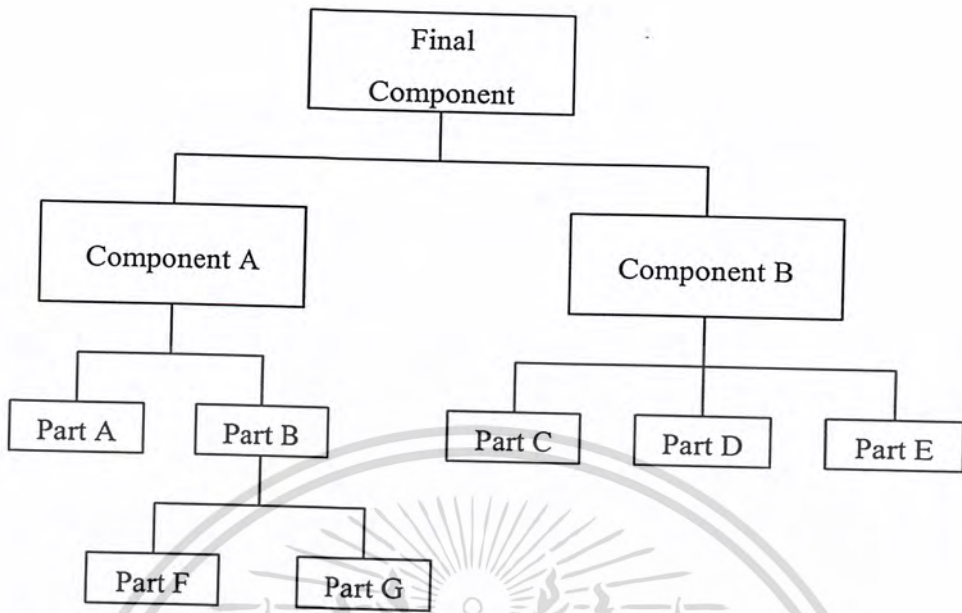 Final
Component
Component A
Component B
Part A
Part B
Part C
Part D
Part E
Part F
Part G